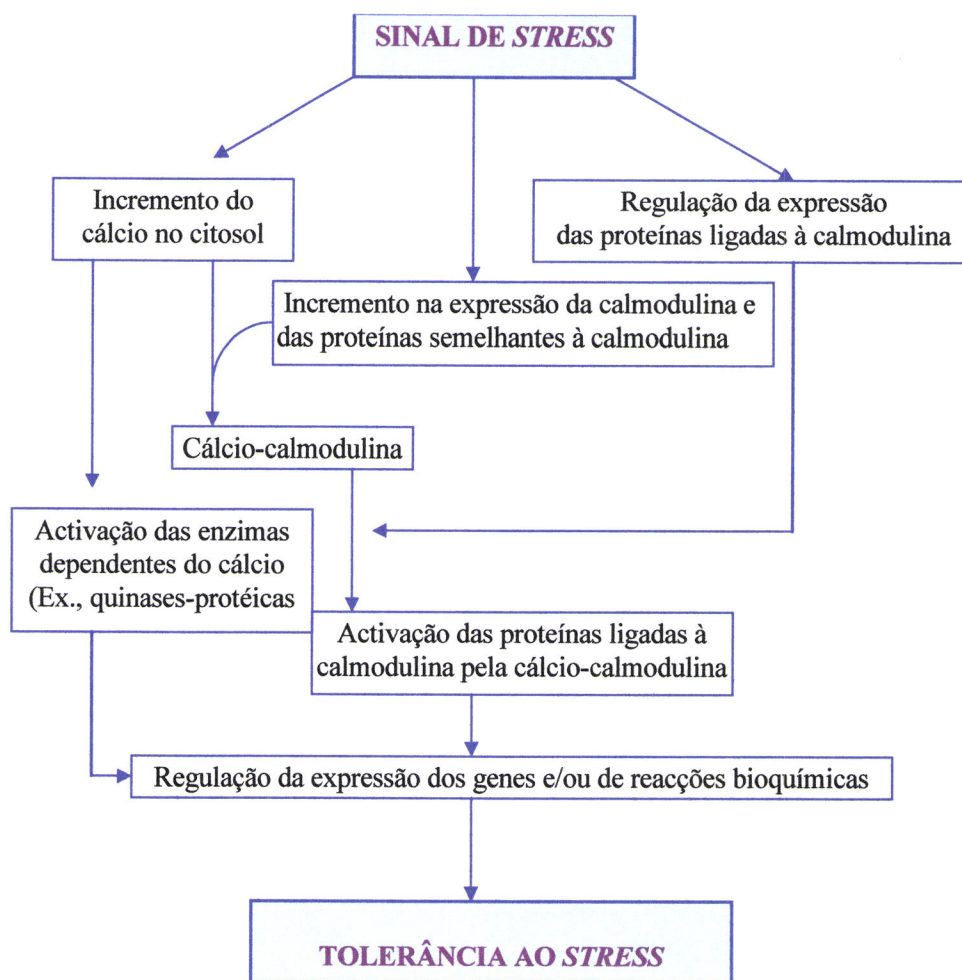 SINAL DE STRESS
Incremento do
cálcio no citosol
Regulação da expressão
das proteínas ligadas à calmodulina
Incremento na expressão da calmodulina e
das proteínas semelhantes à calmodulina
Cálcio-calmodulina
Activação das enzimas
dependentes do cálcio
(Ex., quinases-protéicas
Activação das proteínas ligadas à
calmodulina pela cálcio-calmodulina
Regulação da expressão dos genes e/ou de reacções bioquímicas
TOLERÂNCIA AO STRESS